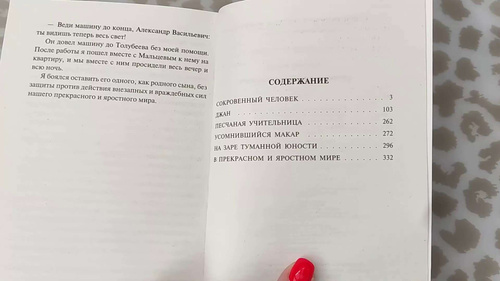 — Веди машину до конца, Александр Васильевич:
ты видишь теперь весь свет!
Он довел машину до Толубеева без моей помощи.
После работы я пошел вместе с Мальцевым к нему на
квартиру, и мы вместе с ним просидели весь вечер и
всю ночь.
Я боялся оставить его одного, как родного сына, без
защиты против действия внезапных и враждебных сил
нашего прекрасного и яростного мира.
СОДЕРЖАНИЕ
СОКРОВЕННЫЙ ЧЕЛОВЕК . . . . . . . . . . 3
ДЖАН . . . . . . . . . . . . . . . . . . . . 103
ПЕСЧАНАЯ УЧИТЕЛЬНИЦА . . . . . . . . . 262
УСОМНИВШИЙСЯ МАКАР . . . . . . . . . . 272
НА ЗАРЕ ТУМАННОЙ ЮНОСТИ . . . . . . . 296
В ПРЕКРАСНОМ И ЯРОСТНОМ МИРЕ . . . . 332